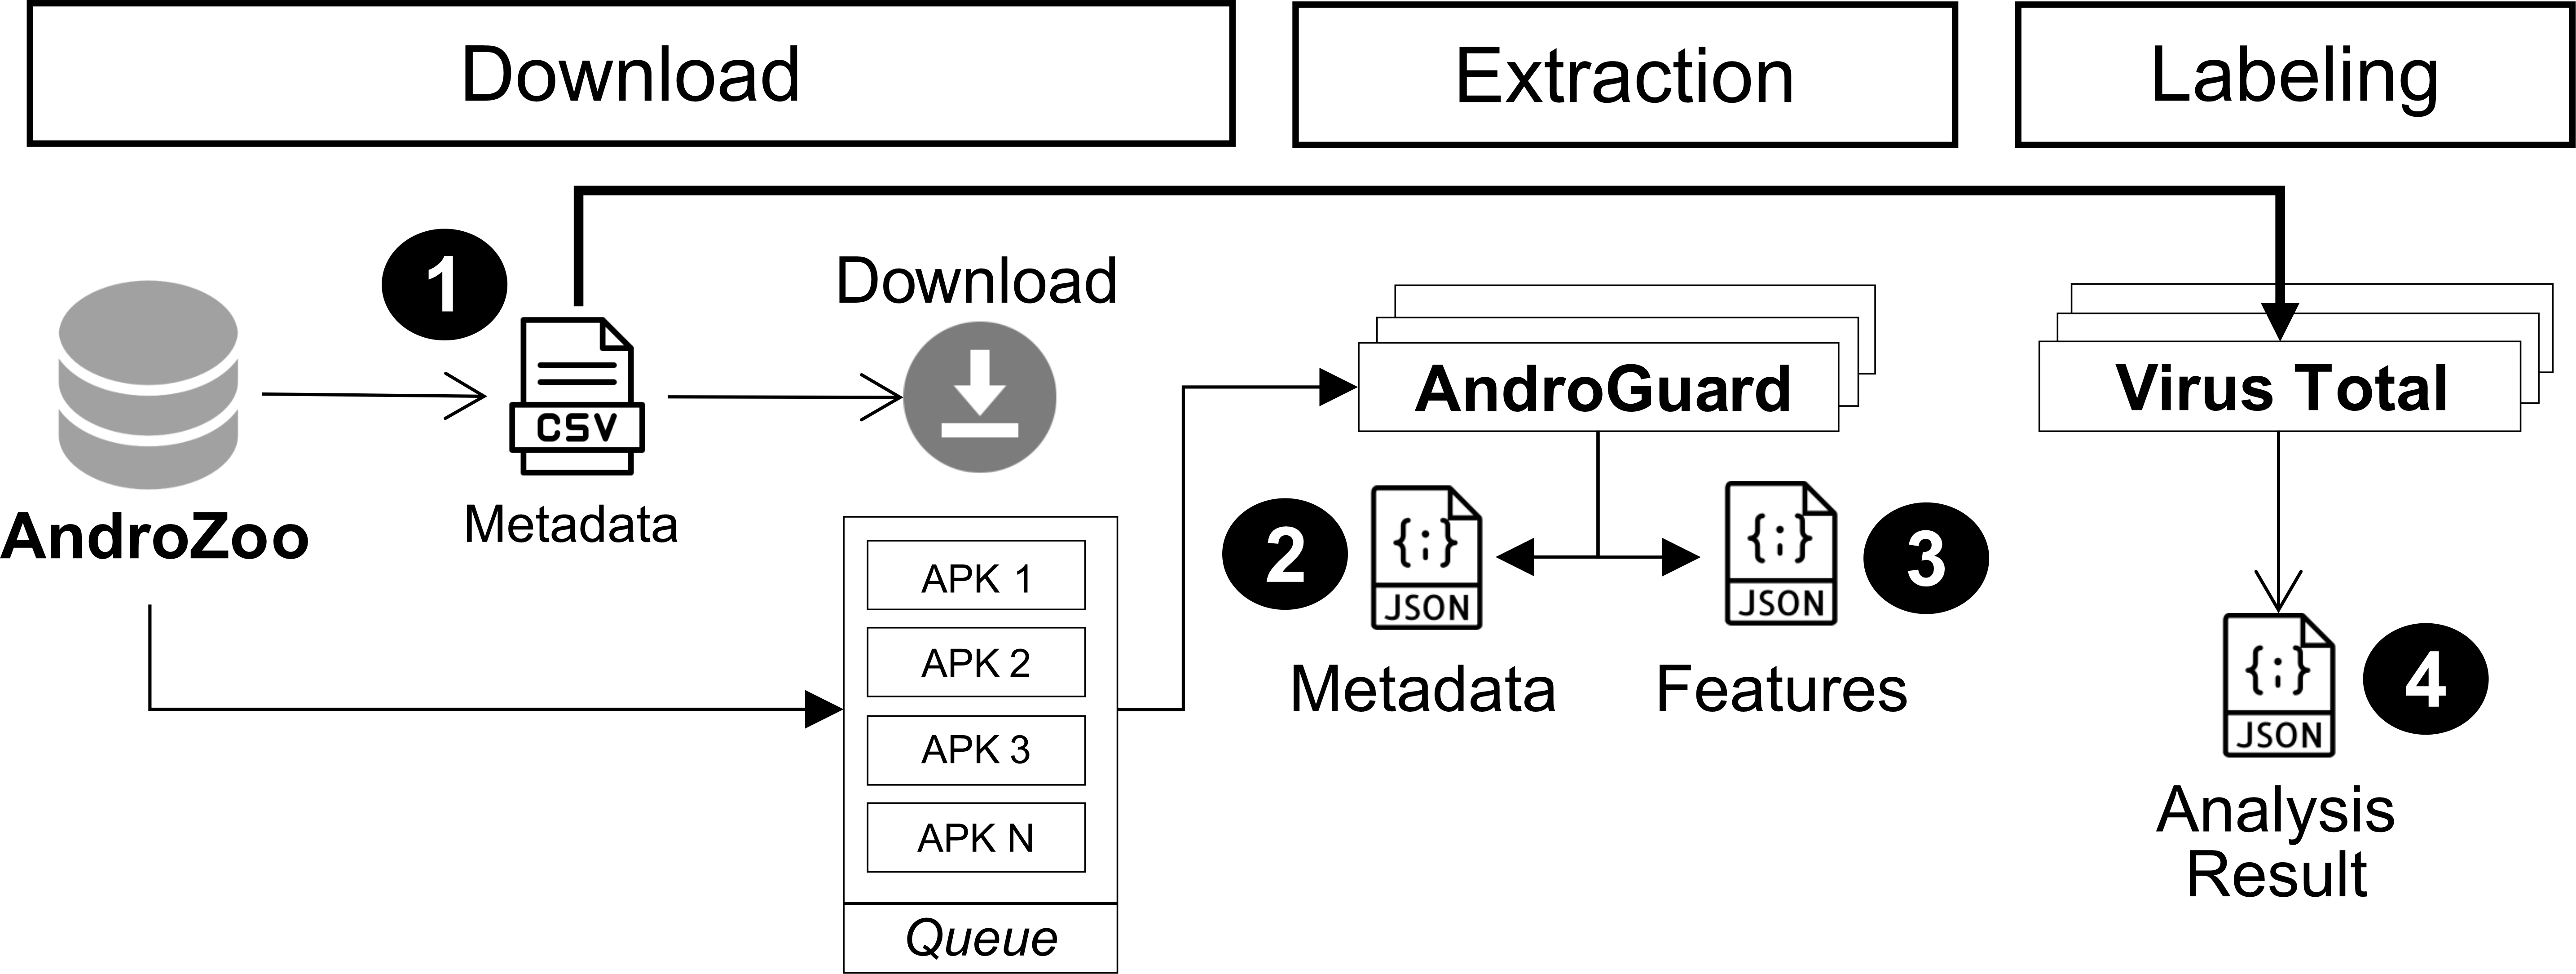 Download
Extraction
Labeling
1
Download
CSV
AndroGuard
Virus Total
AndroZoo
Metadata
APK 1
APK 2
APK 3
APK N
Queue
2
{;}
JSON
Metadata
{;}
JSON
3
Features
{;}
JSON
4
Analysis
Result